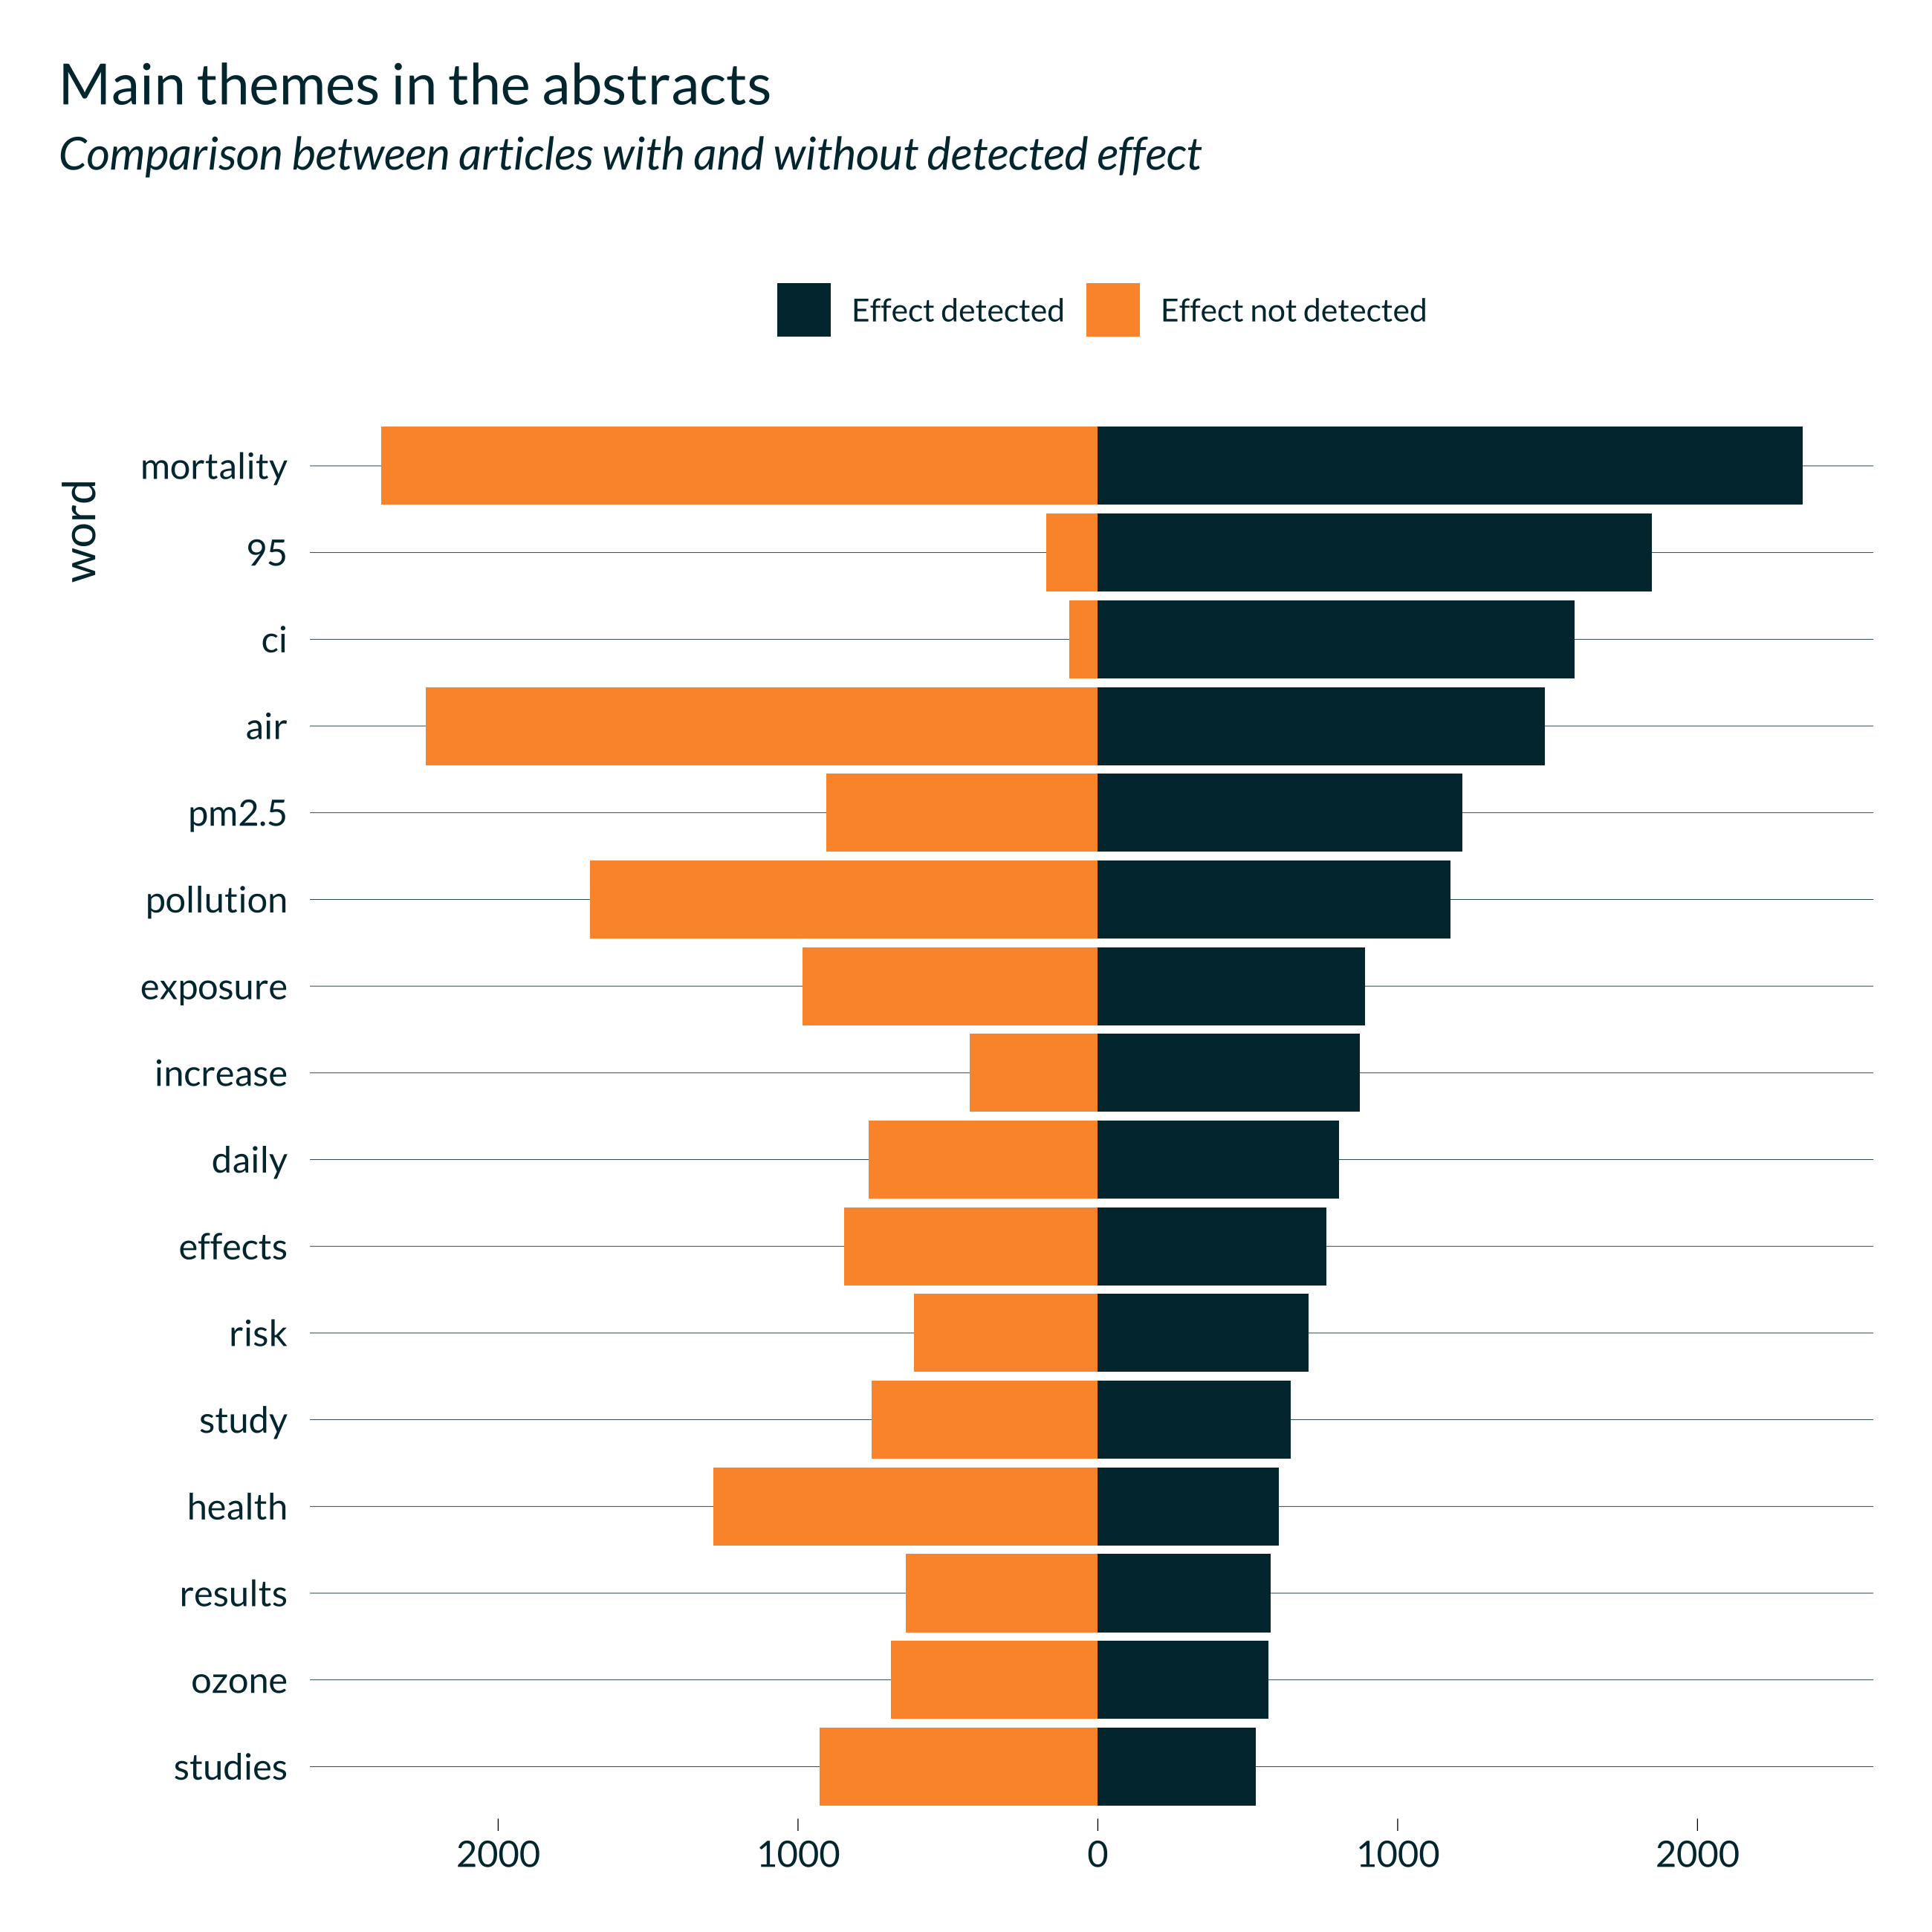 Main themes in the abstracts
Comparison between articles with and without detected effect
Effect detected
Effect not detected
word
mortality
95
ci
air
pm2.5
pollution
exposure
increase
daily
effects
risk
study
health
results
ozone
studies
2000 1000 0 1000 2000